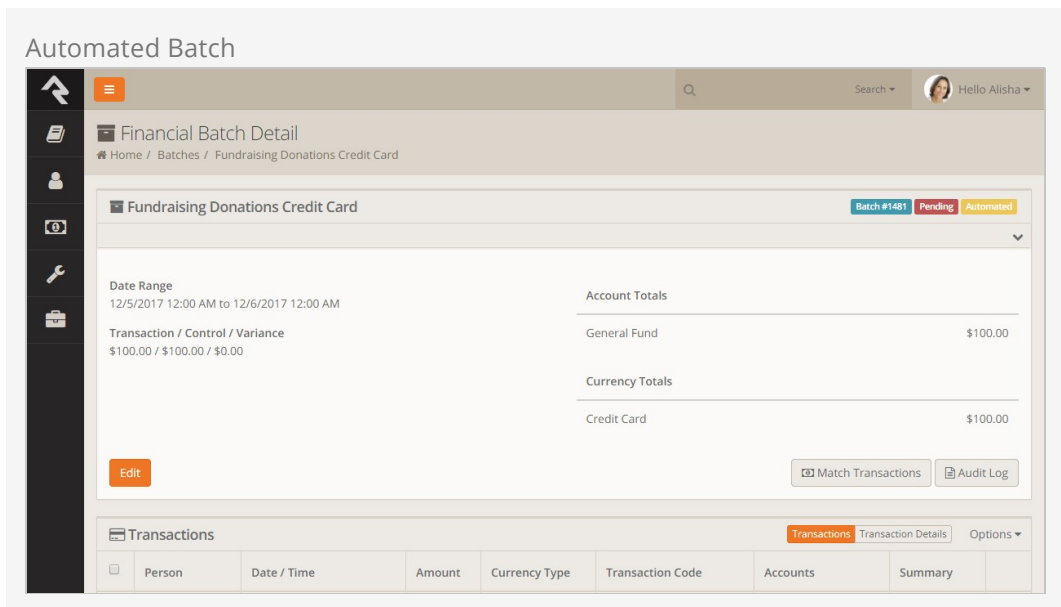 Automated Batch
Search
Hello Alisha
Financial Batch Detail
Home / Batches / Fundraising Donations Credit Card
Fundraising Donations Credit Card
Batch #1481 Pending Automated
Date Range
12/5/2017 12:00 AM to 12/6/2017 12:00 AM
Transaction / Control / Variance
$100.00 / $100.00 / $0.00
Account Totals
General Fund $100.00
Currency Totals
Credit Card $100.00
Edit
Match Transactions Audit Log
Transactions
Transactions Transaction Details Options
Person Date / Time Amount Currency Type Transaction Code Accounts Summary